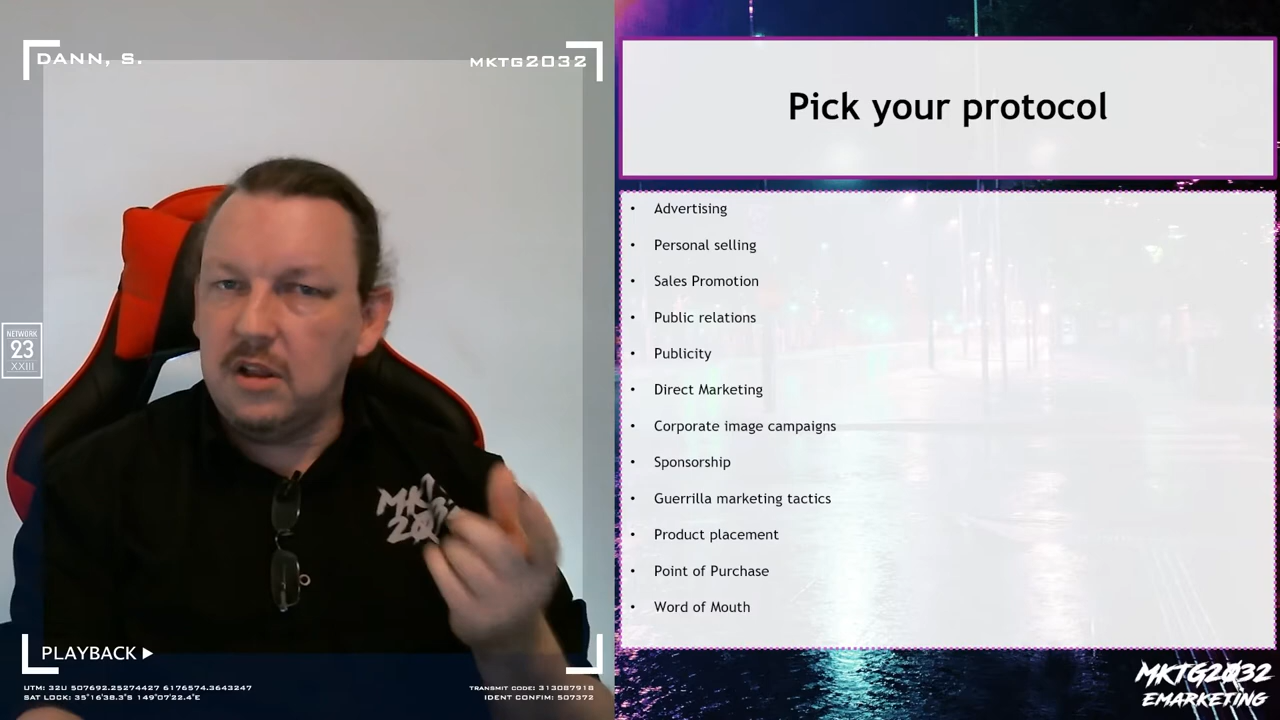 DANN, S.
MKTG2032
NETWORK
23
XXIII
PLAYBACK
UTM: 32U 507692.25274427 6176574.3643247
SAT LOCK: 35°16'38.3"S 149°07'22.4"E
TRANSMIT CODE: 313087918
IDENT CONFIM: 507372
Pick your protocol
• Advertising
• Personal selling
• Sales Promotion
• Public relations
• Publicity
• Direct Marketing
• Corporate image campaigns
• Sponsorship
• Guerrilla marketing tactics
• Product placement
• Point of Purchase
• Word of Mouth
MKTG2032
EMARKETING